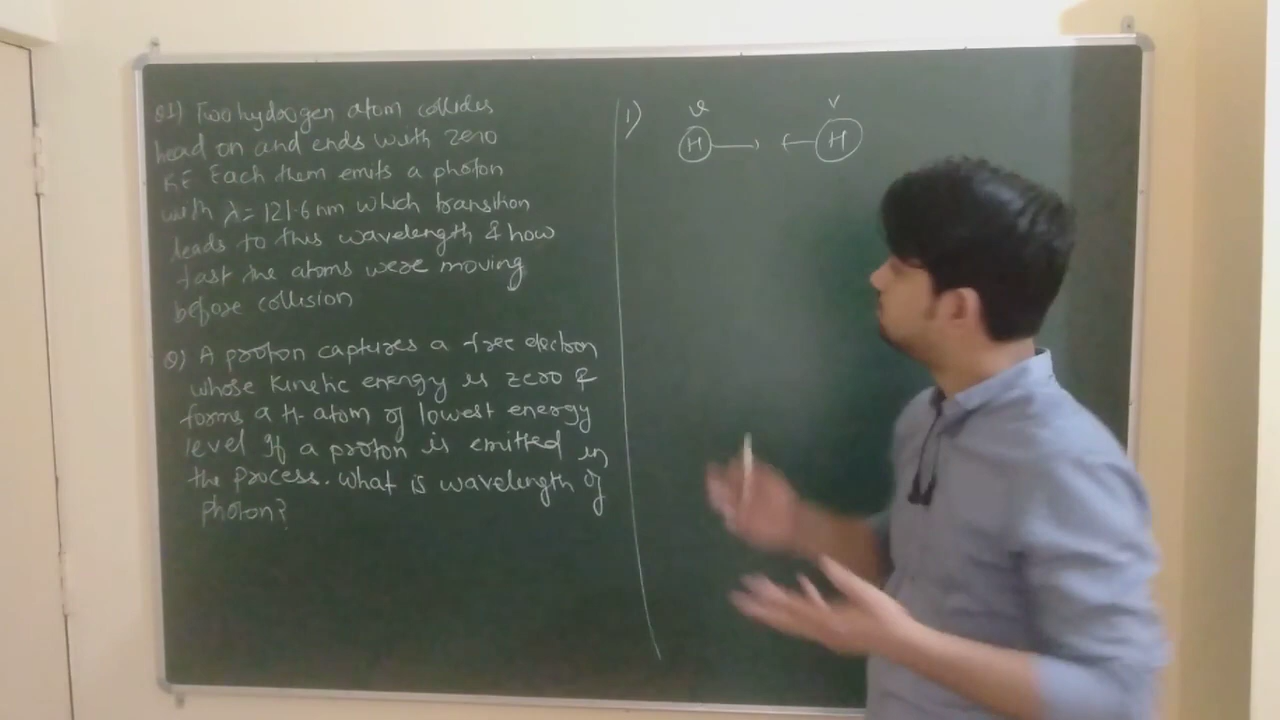 Q1) Two hydrogen atom collides
head on and ends with zero
KE Each them emits a photon
with λ= 121.6 nm which transition
leads to this wavelength & how
fast the atoms were moving
before collision
Q) A proton captures a free electron
whose kinetic energy is zero &
forms a H-atom of lowest energy
level If a proton is emitted in
the process. what is wavelength of
photon?
1)
v v
H H